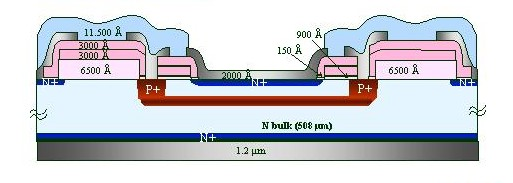 11.500 Å
900 Å
3000 Å
3000 Å
150 Å
6500 Å
2000 Å
6500 Å
N+
P+
N+
P+
N+
N bulk (508 µm)
N+
1.2 µm